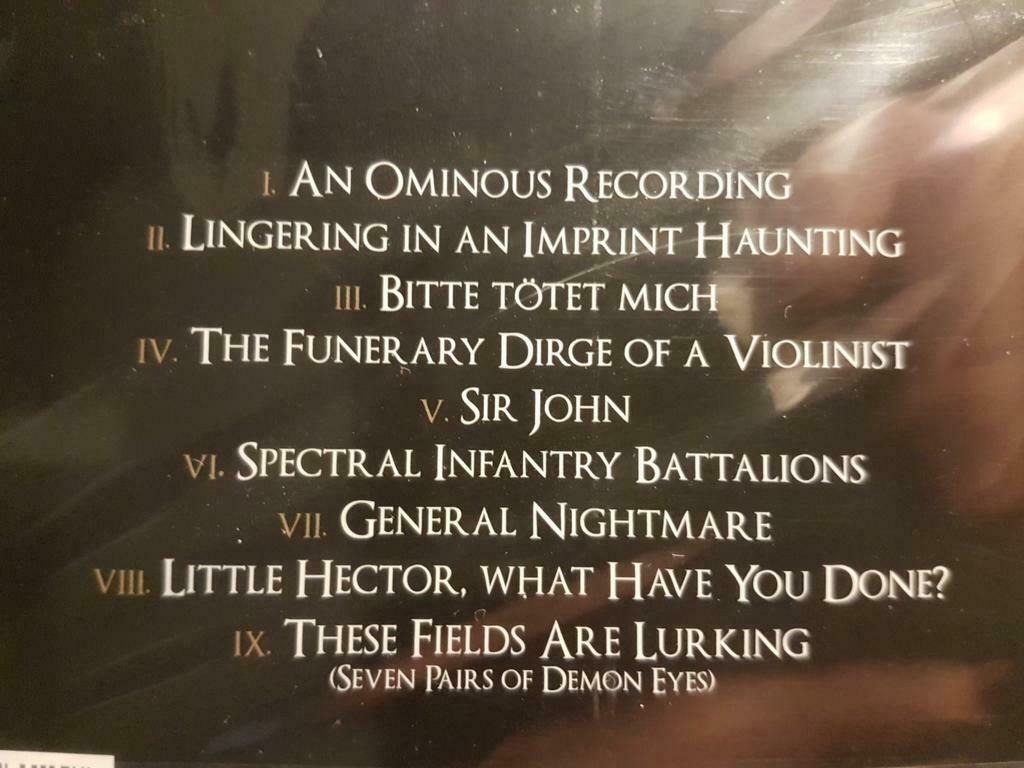 I. An Ominous Recording
II. Lingering in an Imprint Haunting
III. Bitte tötet mich
IV. The Funerary Dirge of a Violinist
V. Sir John
VI. Spectral Infantry Battalions
VII. General Nightmare
VIII. Little Hector, what Have You Done?
IX. These Fields Are Lurking
(Seven Pairs of Demon Eyes)